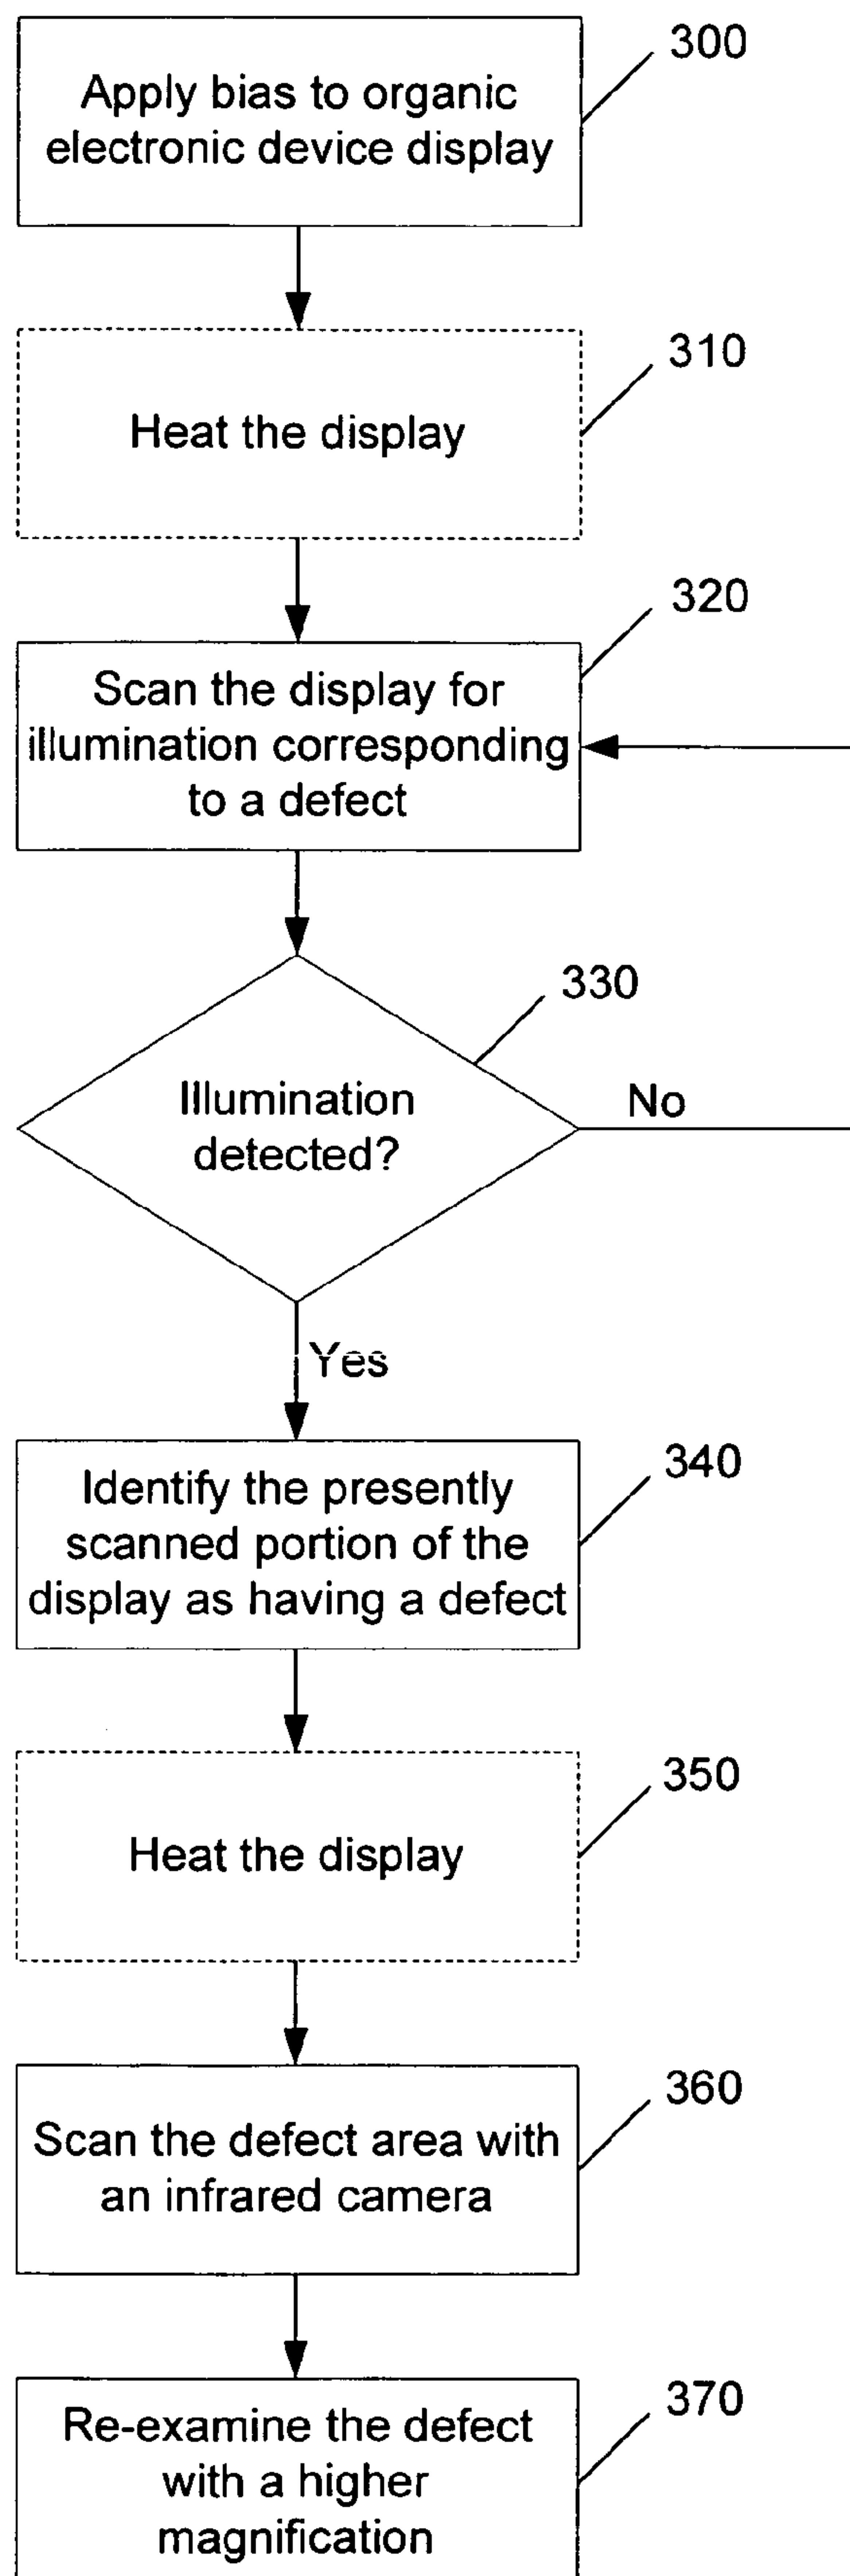 300
Apply bias to organic
electronic device display
310
Heat the display
320
Scan the display for
illumination corresponding
to a defect
330
Illumination
detected?
No
Yes
340
Identify the presently
scanned portion of the
display as having a defect
350
Heat the display
360
Scan the defect area with
an infrared camera
370
Re-examine the defect
with a higher
magnification